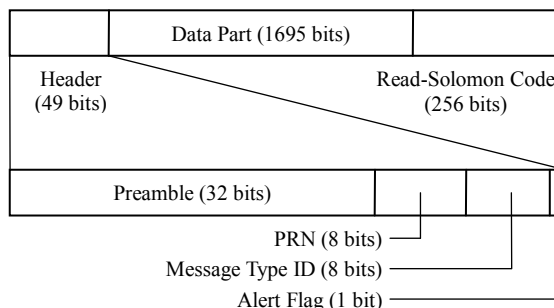 Data Part (1695 bits)
Header
(49 bits)
Read-Solomon Code
(256 bits)
Preamble (32 bits)
PRN (8 bits)
Message Type ID (8 bits)
Alert Flag (1 bit)